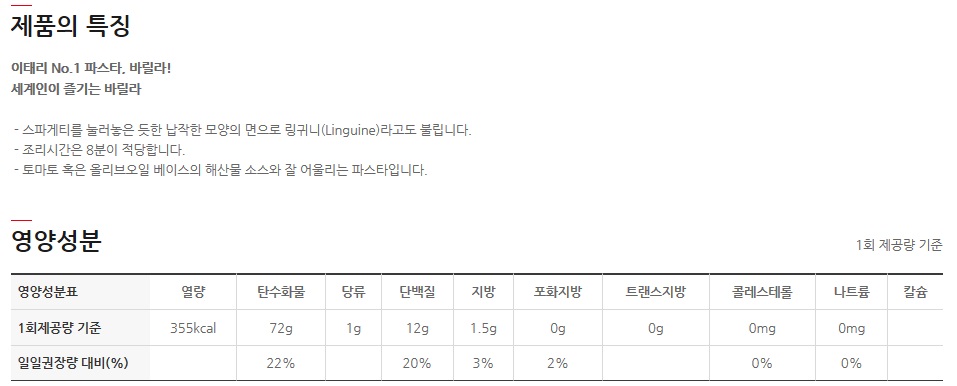 제품의 특징
이태리 No.1 파스타, 바릴라!
세계인이 즐기는 바릴라
- 스파게티를 눌러놓은 듯한 납작한 모양의 면으로 링귀니(Linguine)라고도 불립니다.
- 조리시간은 8분이 적당합니다.
- 토마토 혹은 올리브오일 베이스의 해산물 소스와 잘 어울리는 파스타입니다.
영양성분
1회 제공량 기준
영양성분표 열량 탄수화물 당류 단백질 지방 포화지방 트랜스지방 콜레스테롤 나트륨 칼슘
1회제공량 기준 355kcal 72g 1g 12g 1.5g 0g 0g 0mg 0mg
일일권장량 대비(%) 22% 20% 3% 2% 0% 0%